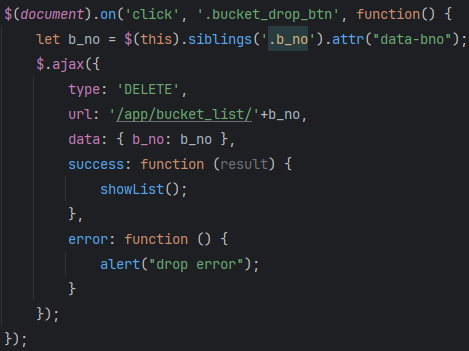 $(document).on('click', '.bucket_drop_btn', function() {
    let b_no = $(this).siblings('.b_no').attr("data-bno");
    $.ajax({
        type: 'DELETE',
        url: '/app/bucket_list/'+b_no,
        data: { b_no: b_no },
        success: function (result) {
            showList();
        },
        error: function () {
            alert("drop error");
        }
    });
});